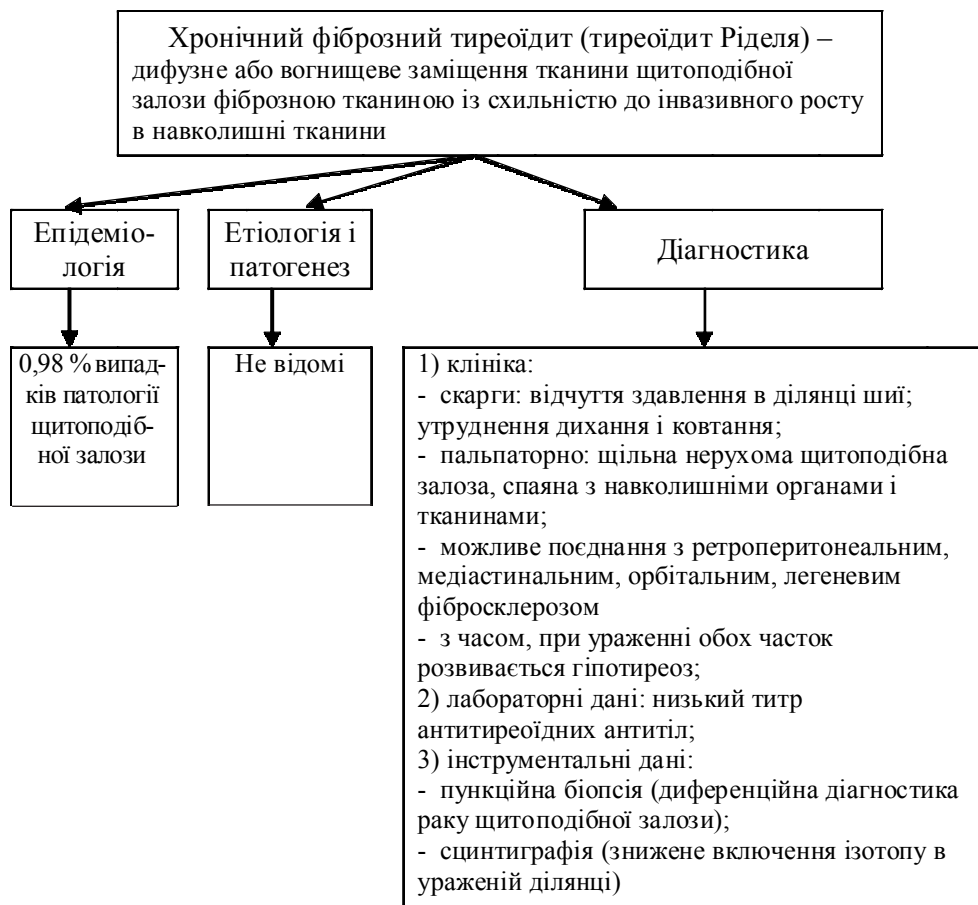 Хронічний фіброзний тиреоїдит (тиреоїдит Ріделя) –
дифузне або вогнищеве заміщення тканини щитоподібної
залози фіброзною тканиною із схильністю до інвазивного росту
в навколишні тканини
Епідеміо-
логія
Етіологія і
патогенез
Діагностика
0,98 % випад-
ків патології
щитоподіб-
ної залози
Не відомі
1) клініка:
- скарги: відчуття здавлення в ділянці шиї;
утруднення дихання і ковтання;
- пальпаторно: щільна нерухома щитоподібна
залоза, спаяна з навколишніми органами і
тканинами;
- можливе поєднання з ретроперитонеальним,
медіастинальним, орбітальним, легеневим
фібросклерозом
- з часом, при ураженні обох часток
розвивається гіпотиреоз;
2) лабораторні дані: низький титр
антитиреоїдних антитіл;
3) інструментальні дані:
- пункційна біопсія (диференційна діагностика
раку щитоподібної залози);
- сцинтиграфія (знижене включення ізотопу в
ураженій ділянці)